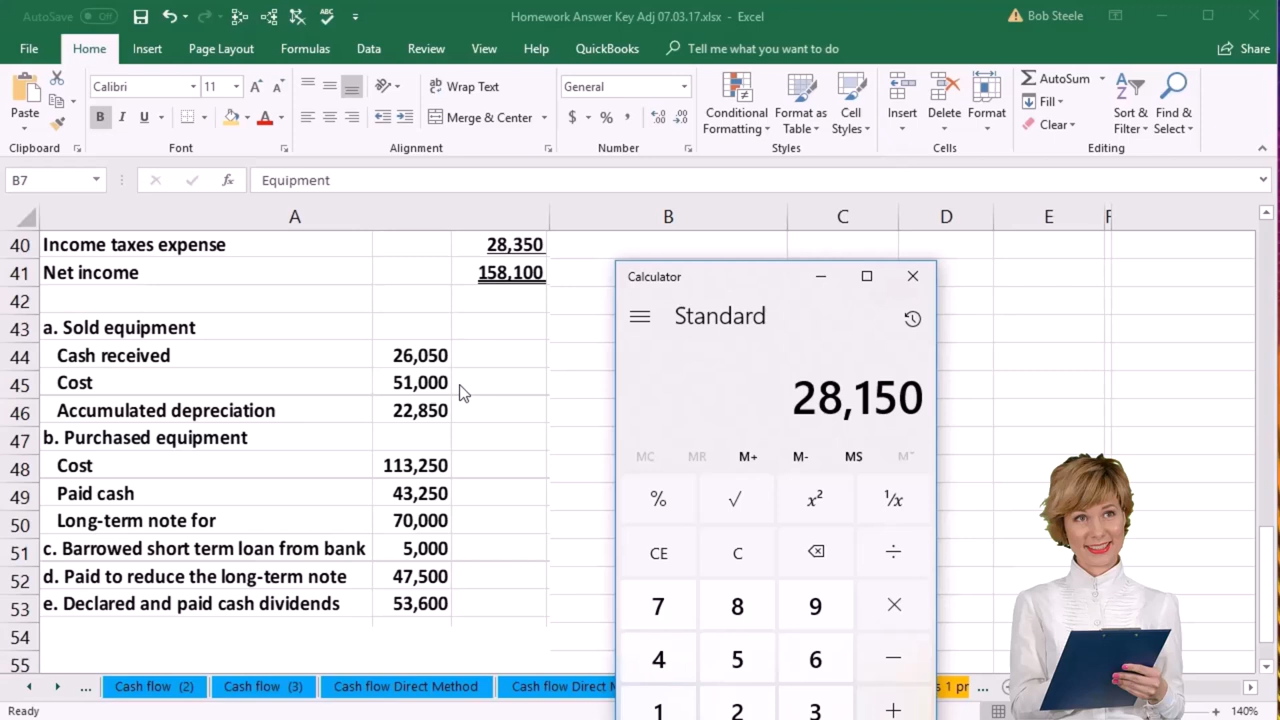 AutoSave Off
Homework Answer Key Adj 07.03.17.xlsx - Excel
Bob Steele
File Home Insert Page Layout Formulas Data Review View Help QuickBooks Tell me what you want to do Share
Paste
Calibri 11
B I U A
Wrap Text
Merge & Center
General
$ % ,
Conditional Formatting
Format as Table
Cell Styles
Insert Delete Format
AutoSum
Fill
Clear
Sort & Filter
Find & Select
Clipboard Font Alignment Number Styles Cells Editing
B7 fx Equipment
A B C D E F
40 Income taxes expense 28,350
41 Net income 158,100
42
43 a. Sold equipment
44 Cash received 26,050
45 Cost 51,000
46 Accumulated depreciation 22,850
47 b. Purchased equipment
48 Cost 113,250
49 Paid cash 43,250
50 Long-term note for 70,000
51 c. Barrowed short term loan from bank 5,000
52 d. Paid to reduce the long-term note 47,500
53 e. Declared and paid cash dividends 53,600
54
55
Calculator
Standard
28,150
MC MR M+ M- MS M
% √ x² ¹/x
CE C ÷
7 8 9 ×
4 5 6 −
1 2 3 +
... Cash flow (2) Cash flow (3) Cash flow Direct Method Cash flow Direct M s 1 pr ...
Ready
140%